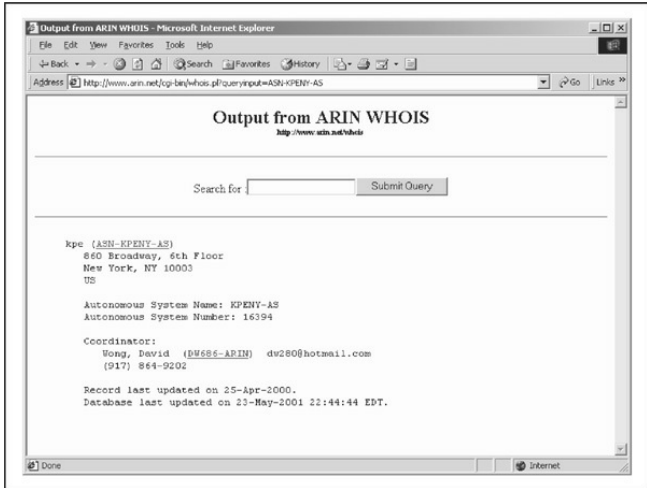 Output from ARIN WHOIS - Microsoft Internet Explorer
File Edit View Favorites Tools Help
Back Search Favorites History
Address http://www.arin.net/cgi-bin/whois.pl?queryinput=ASN-KPENY-AS Go Links »
Output from ARIN WHOIS
http://www.arin.net/whois
Search for : Submit Query
kpe (ASN-KPENY-AS)
860 Broadway, 6th Floor
New York, NY 10003
US
Autonomous System Name: KPENY-AS
Autonomous System Number: 16394
Coordinator:
Wong, David (DW686-ARIN) dw280@hotmail.com
(917) 864-9202
Record last updated on 25-Apr-2000.
Database last updated on 23-May-2001 22:44:44 EDT.
Done Internet